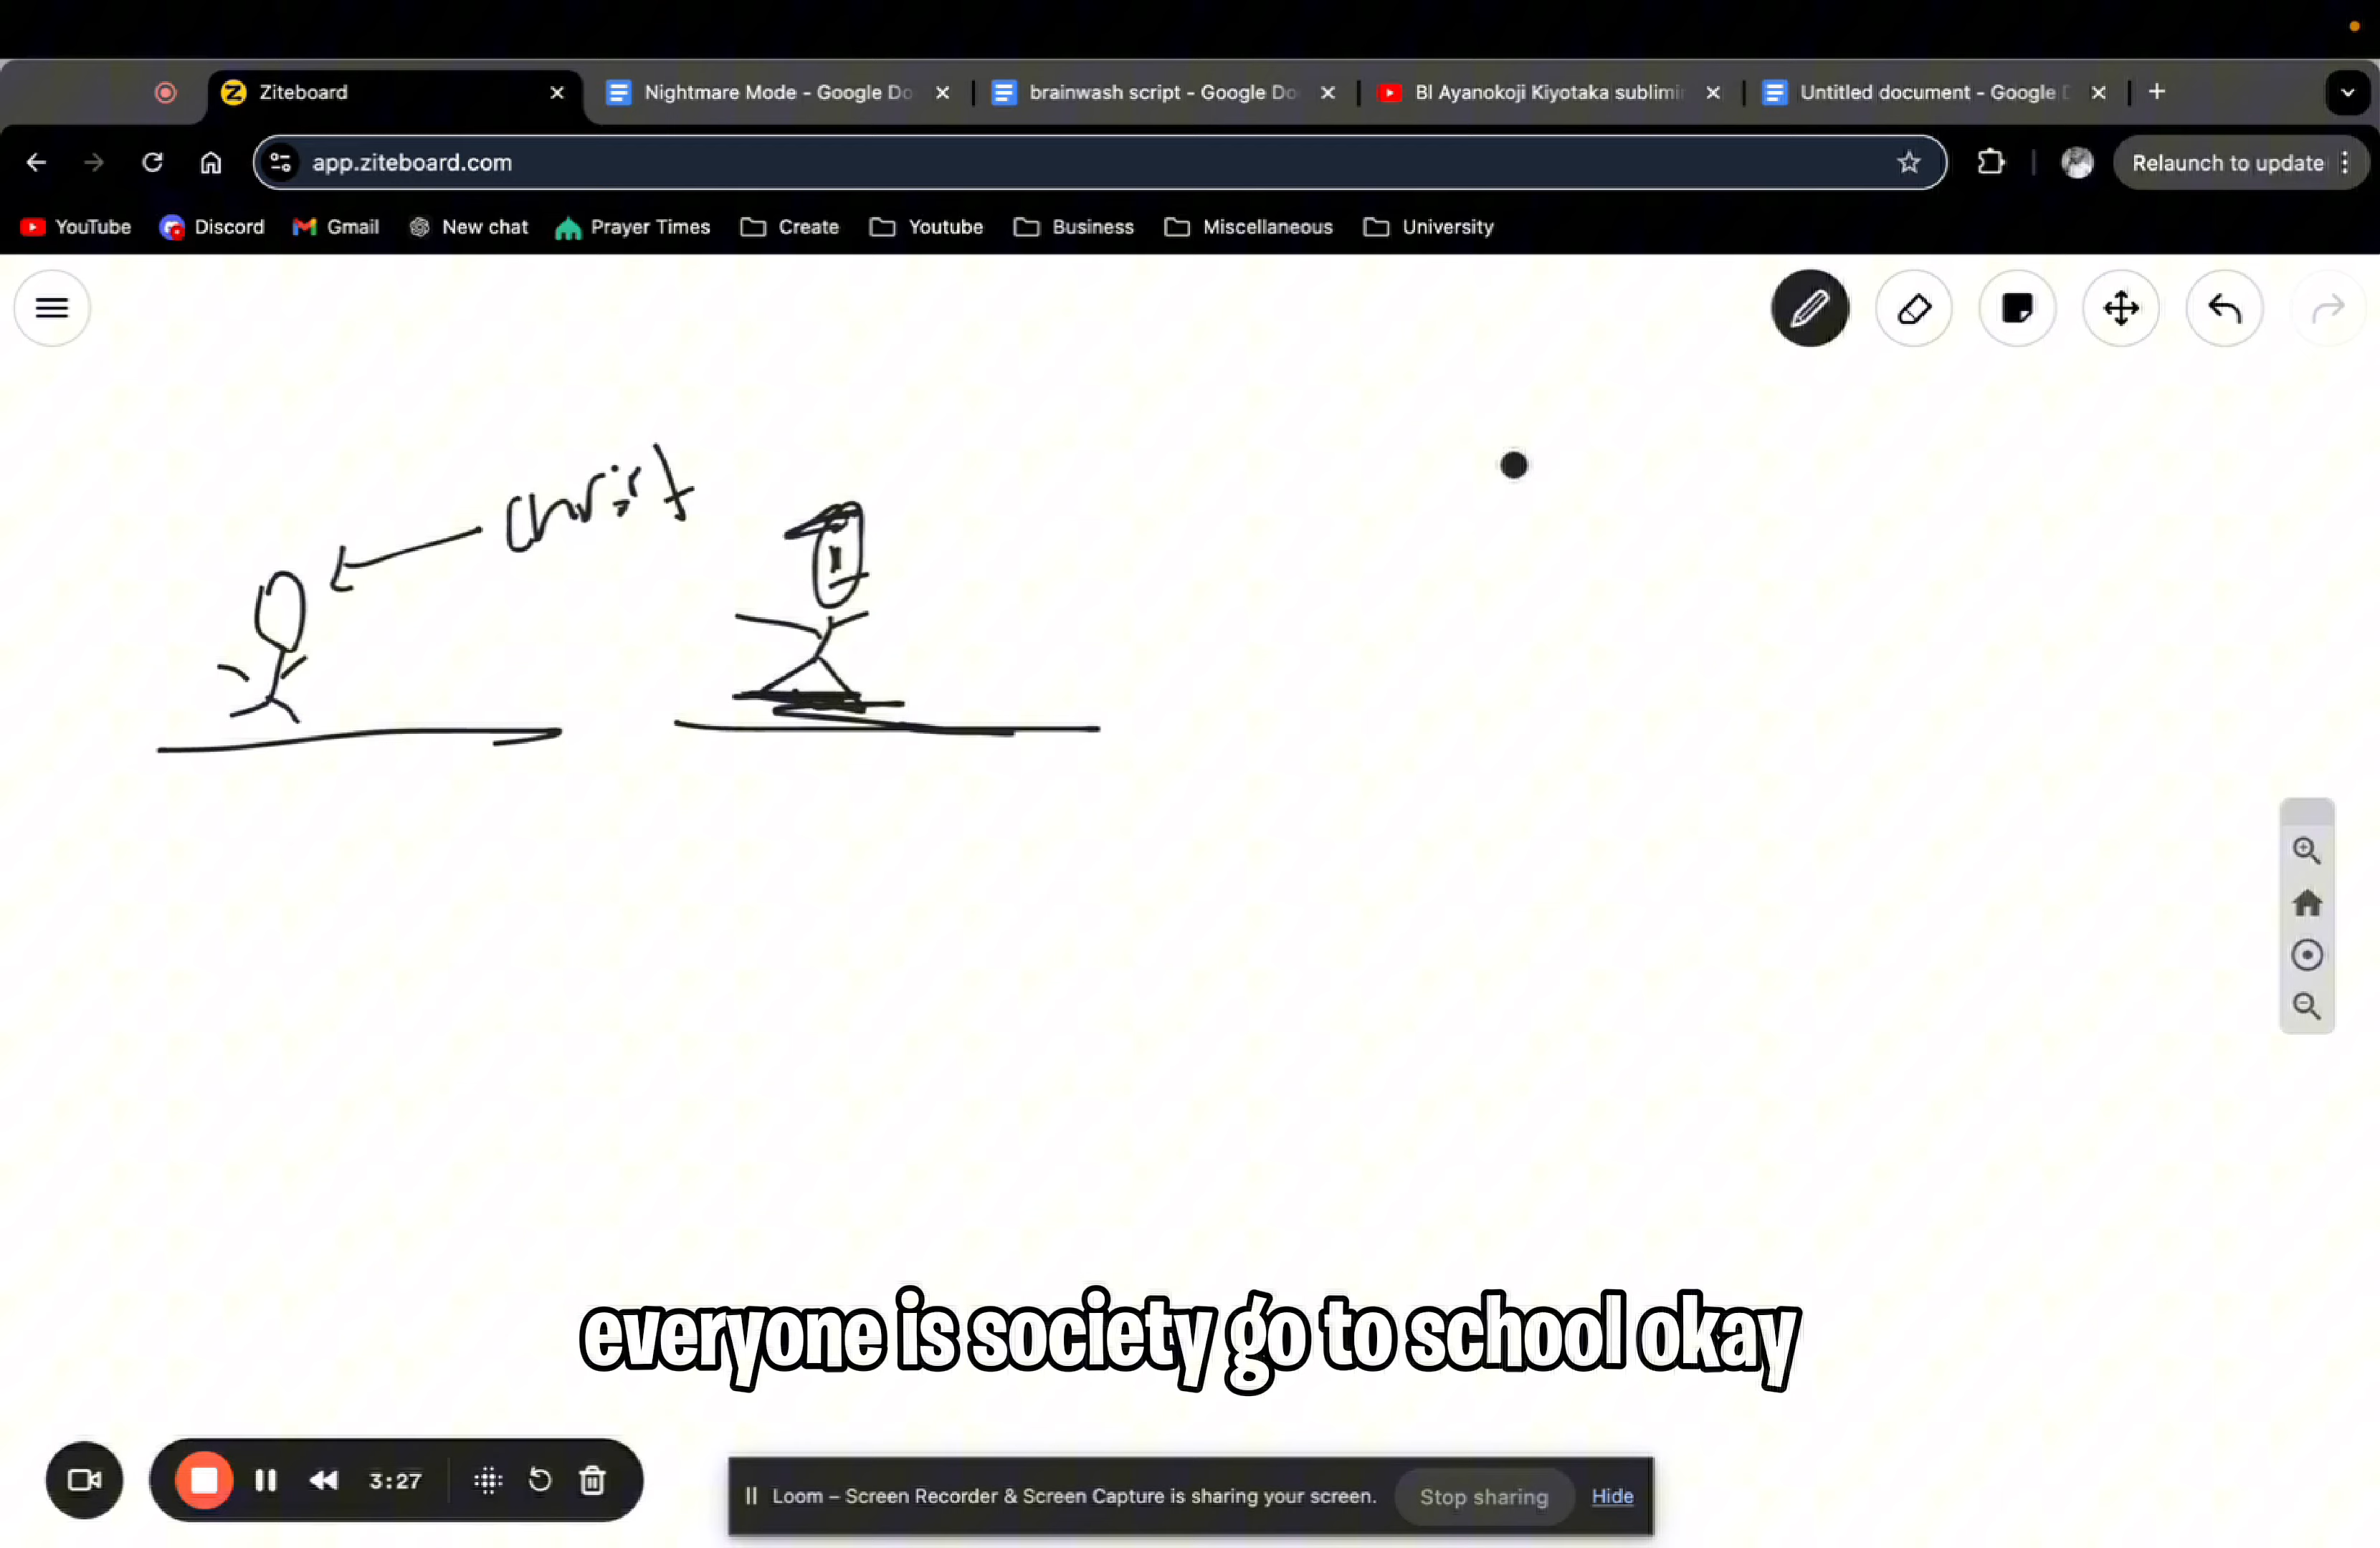 Ziteboard
Nightmare Mode - Google Do
brainwash script - Google Do
BI Ayanokoji Kiyotaka sublimi
Untitled document - Google
app.ziteboard.com
Relaunch to update
YouTube
Discord
Gmail
New chat
Prayer Times
Create
Youtube
Business
Miscellaneous
University
everyone is society go to school okay
3:27
Loom – Screen Recorder & Screen Capture is sharing your screen.
Stop sharing
Hide